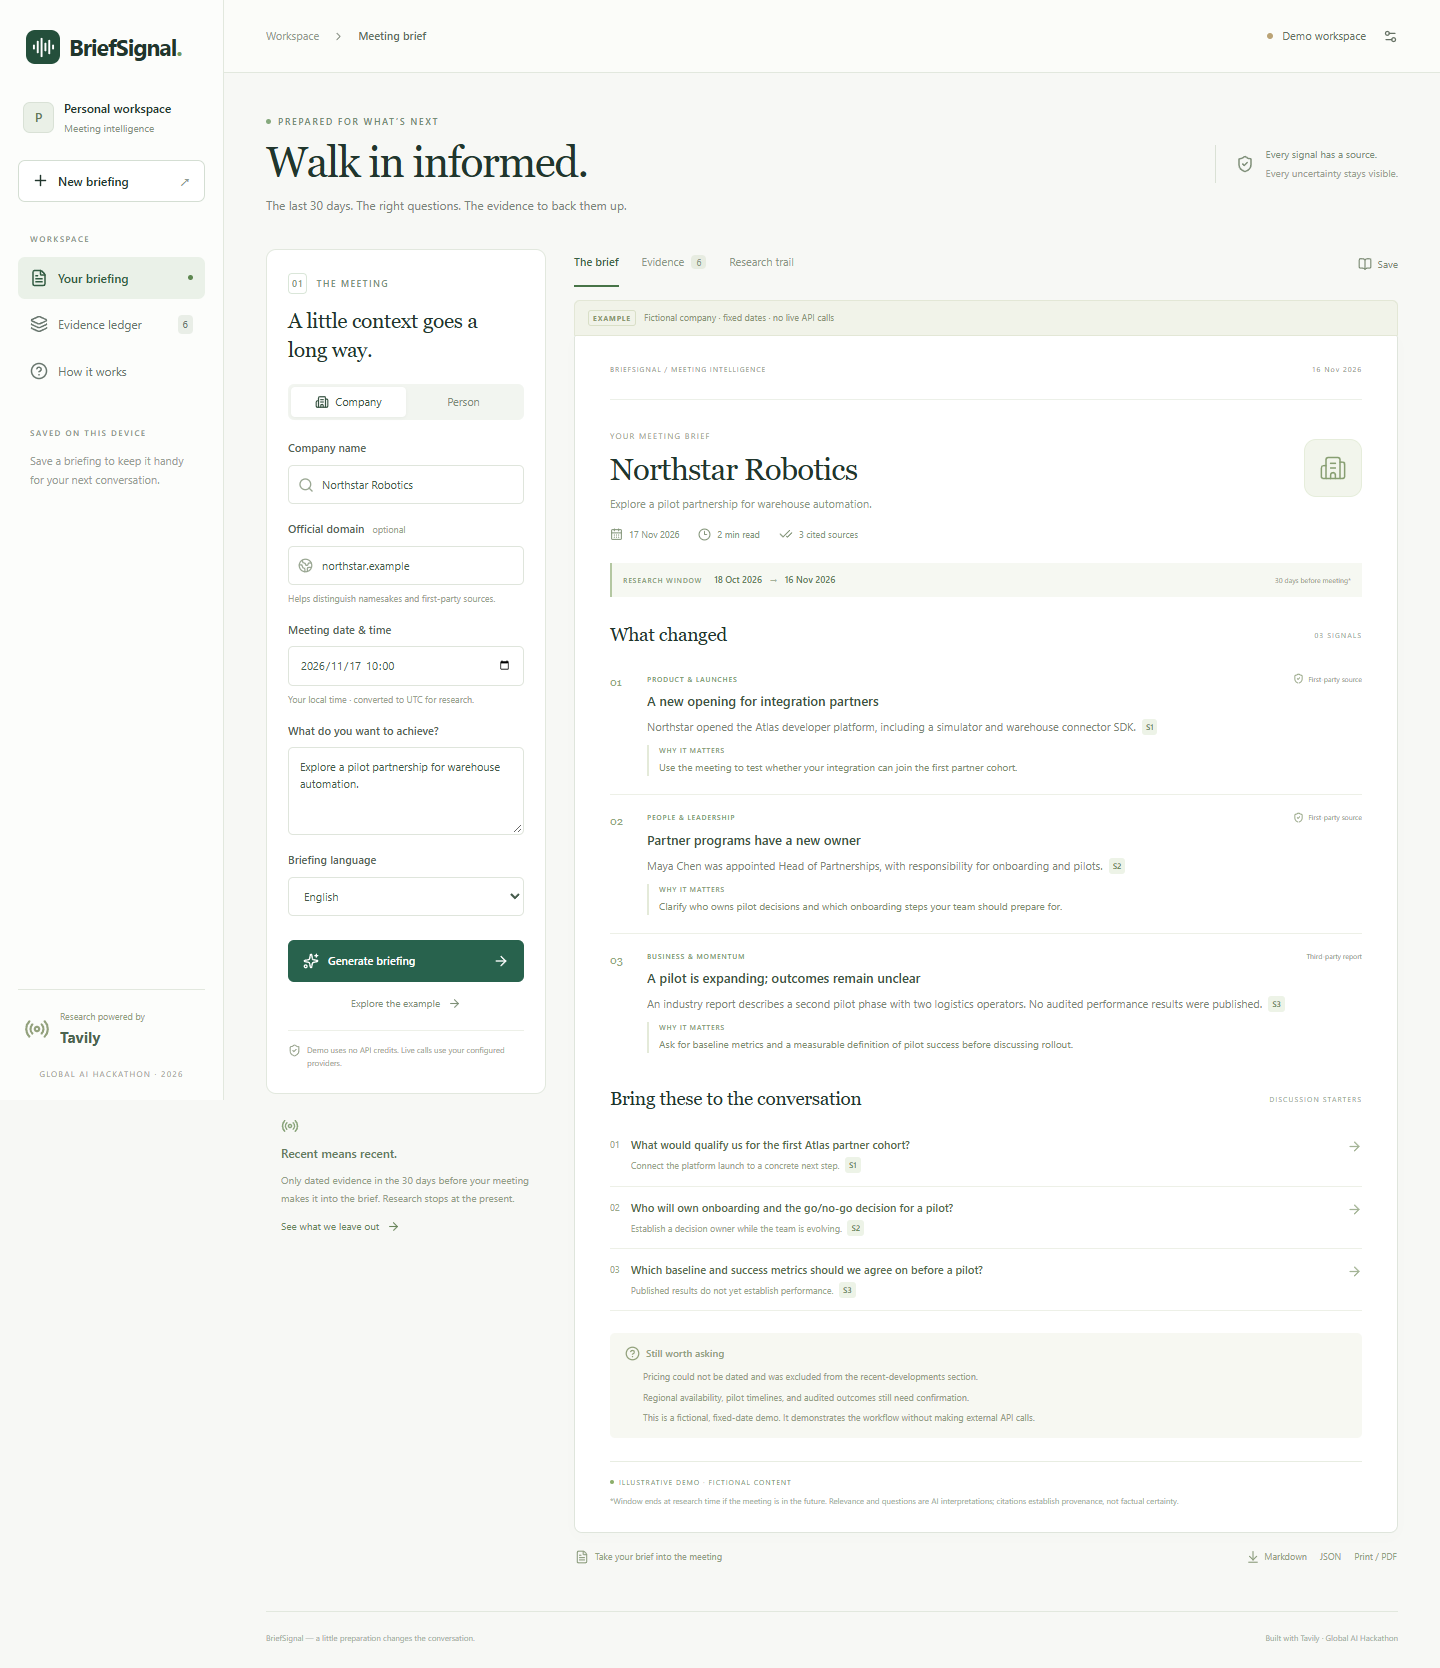 BriefSignal.
Personal workspace
P
Meeting intelligence
New briefing
WORKSPACE
Your briefing
Evidence ledger 6
How it works
SAVED ON THIS DEVICE
Save a briefing to keep it handy
for your next conversation.
Research powered by
Tavily
GLOBAL AI HACKATHON · 2026
Workspace > Meeting brief
Demo workspace
PREPARED FOR WHAT'S NEXT
Walk in informed.
The last 30 days. The right questions. The evidence to back them up.
Every signal has a source.
Every uncertainty stays visible.
01 THE MEETING
A little context goes a
long way.
Company Person
Company name
Northstar Robotics
Official domain optional
northstar.example
Helps distinguish namesakes and first-party sources.
Meeting date & time
2026/11/17 10:00
Your local time · converted to UTC for research.
What do you want to achieve?
Explore a pilot partnership for warehouse
automation.
Briefing language
English
Generate briefing →
Explore the example →
Demo uses no API credits. Live calls use your configured
providers.
Recent means recent.
Only dated evidence in the 30 days before your meeting
makes it into the brief. Research stops at the present.
See what we leave out →
The brief Evidence 6 Research trail
Save
EXAMPLE Fictional company · fixed dates · no live API calls
BRIEFSIGNAL / MEETING INTELLIGENCE 16 Nov 2026
YOUR MEETING BRIEF
Northstar Robotics
Explore a pilot partnership for warehouse automation.
17 Nov 2026 2 min read 3 cited sources
RESEARCH WINDOW 18 Oct 2026 → 16 Nov 2026 30 days before meeting*
What changed 03 SIGNALS
01 PRODUCT & LAUNCHES First party source
A new opening for integration partners
Northstar opened the Atlas developer platform, including a simulator and warehouse connector SDK. S1
WHY IT MATTERS
Use the meeting to test whether your integration can join the first partner cohort.
02 PEOPLE & LEADERSHIP First party source
Partner programs have a new owner
Maya Chen was appointed Head of Partnerships, with responsibility for onboarding and pilots. S2
WHY IT MATTERS
Clarify who owns pilot decisions and which onboarding steps your team should prepare for.
03 BUSINESS & MOMENTUM Third party report
A pilot is expanding; outcomes remain unclear
An industry report describes a second pilot phase with two logistics operators. No audited performance results were published. S3
WHY IT MATTERS
Ask for baseline metrics and a measurable definition of pilot success before discussing rollout.
Bring these to the conversation DISCUSSION STARTERS
01 What would qualify us for the first Atlas partner cohort? →
Connect the platform launch to a concrete next step. S1
02 Who will own onboarding and the go/no-go decision for a pilot? →
Establish a decision owner while the team is evolving. S2
03 Which baseline and success metrics should we agree on before a pilot? →
Published results do not yet establish performance. S3
Still worth asking
Pricing could not be dated and was excluded from the recent-developments section.
Regional availability, pilot timelines, and audited outcomes still need confirmation.
This is a fictional, fixed-date demo. It demonstrates the workflow without making external API calls.
ILLUSTRATIVE DEMO · FICTIONAL CONTENT
*Window ends at research time if the meeting is in the future. Relevance and questions are AI interpretations; citations establish provenance, not factual certainty.
Take your brief into the meeting
Markdown JSON Print / PDF
BriefSignal — a little preparation changes the conversation.
Built with Tavily · Global AI Hackathon